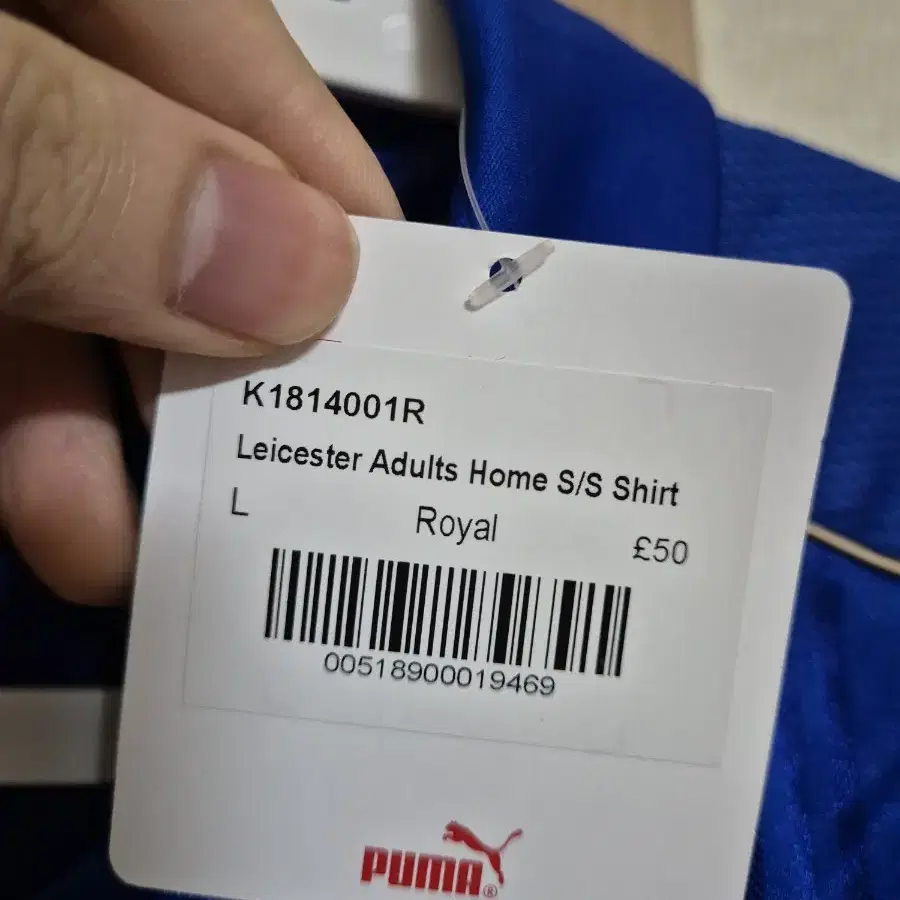 K1814001R
Leicester Adults Home S/S Shirt
L Royal £50
00518900019469
PUMA®